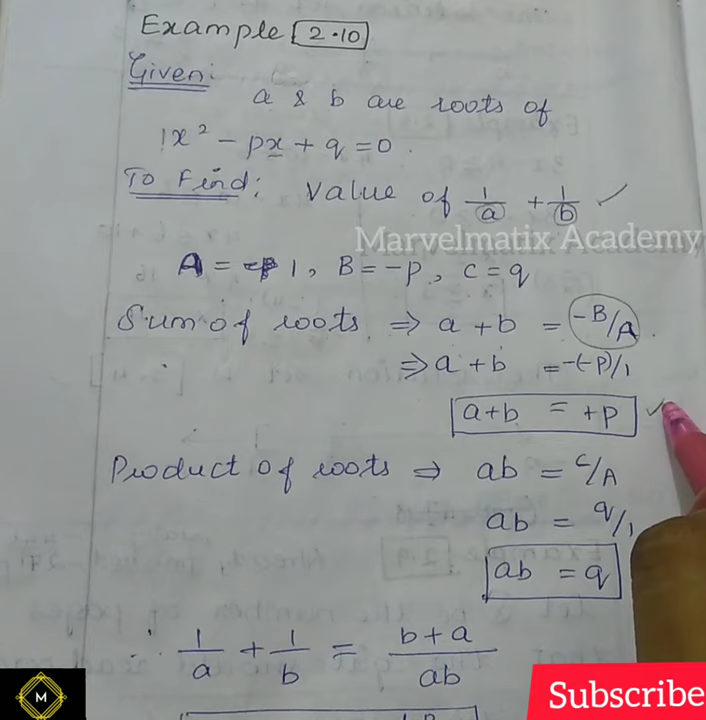 Example 2.10
Given:
a & b are roots of
1x² - px + q = 0.
To Find: Value of 1/a + 1/b ✓
Marvelmatix Academy
A = 1, B = -p, c = q
Sum of roots ⇒ a + b = -B/A
⇒ a + b = -(-p)/1
a+b = +p ✓
Product of roots ⇒ ab = c/A
ab = q/1
ab = q
∴ 1/a + 1/b = b+a/ab
M
Subscribe